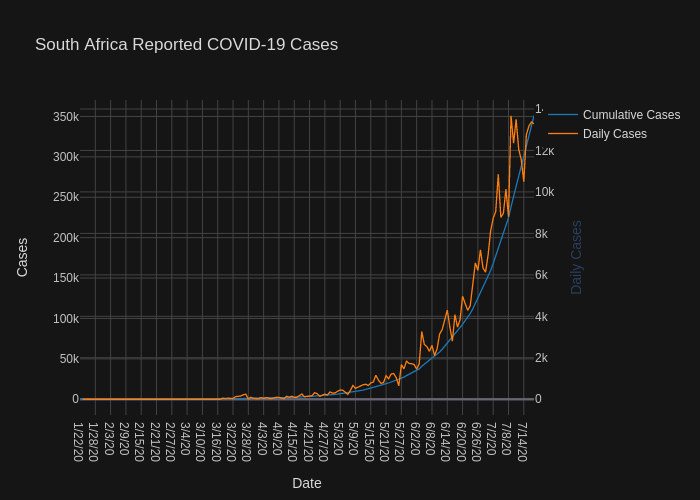 South Africa Reported COVID-19 Cases
Cumulative Cases
Daily Cases
350k
300k
250k
200k
150k
100k
50k
0
12k
10k
8k
6k
4k
2k
0
Cases
Daily Cases
1/22/20
1/28/20
2/3/20
2/9/20
2/15/20
2/21/20
2/27/20
3/4/20
3/10/20
3/16/20
3/22/20
3/28/20
4/3/20
4/9/20
4/15/20
4/21/20
4/27/20
5/3/20
5/9/20
5/15/20
5/21/20
5/27/20
6/2/20
6/8/20
6/14/20
6/20/20
6/26/20
7/2/20
7/8/20
7/14/20
Date